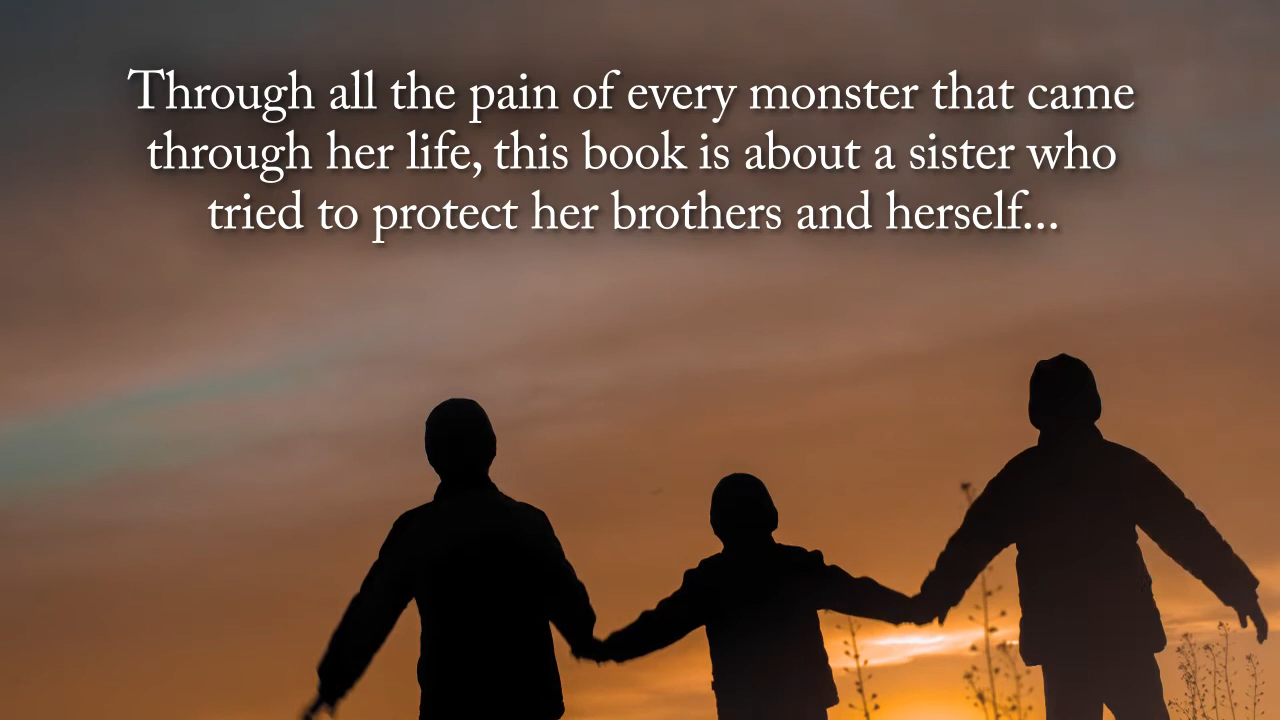 Through all the pain of every monster that came
through her life, this book is about a sister who
tried to protect her brothers and herself...